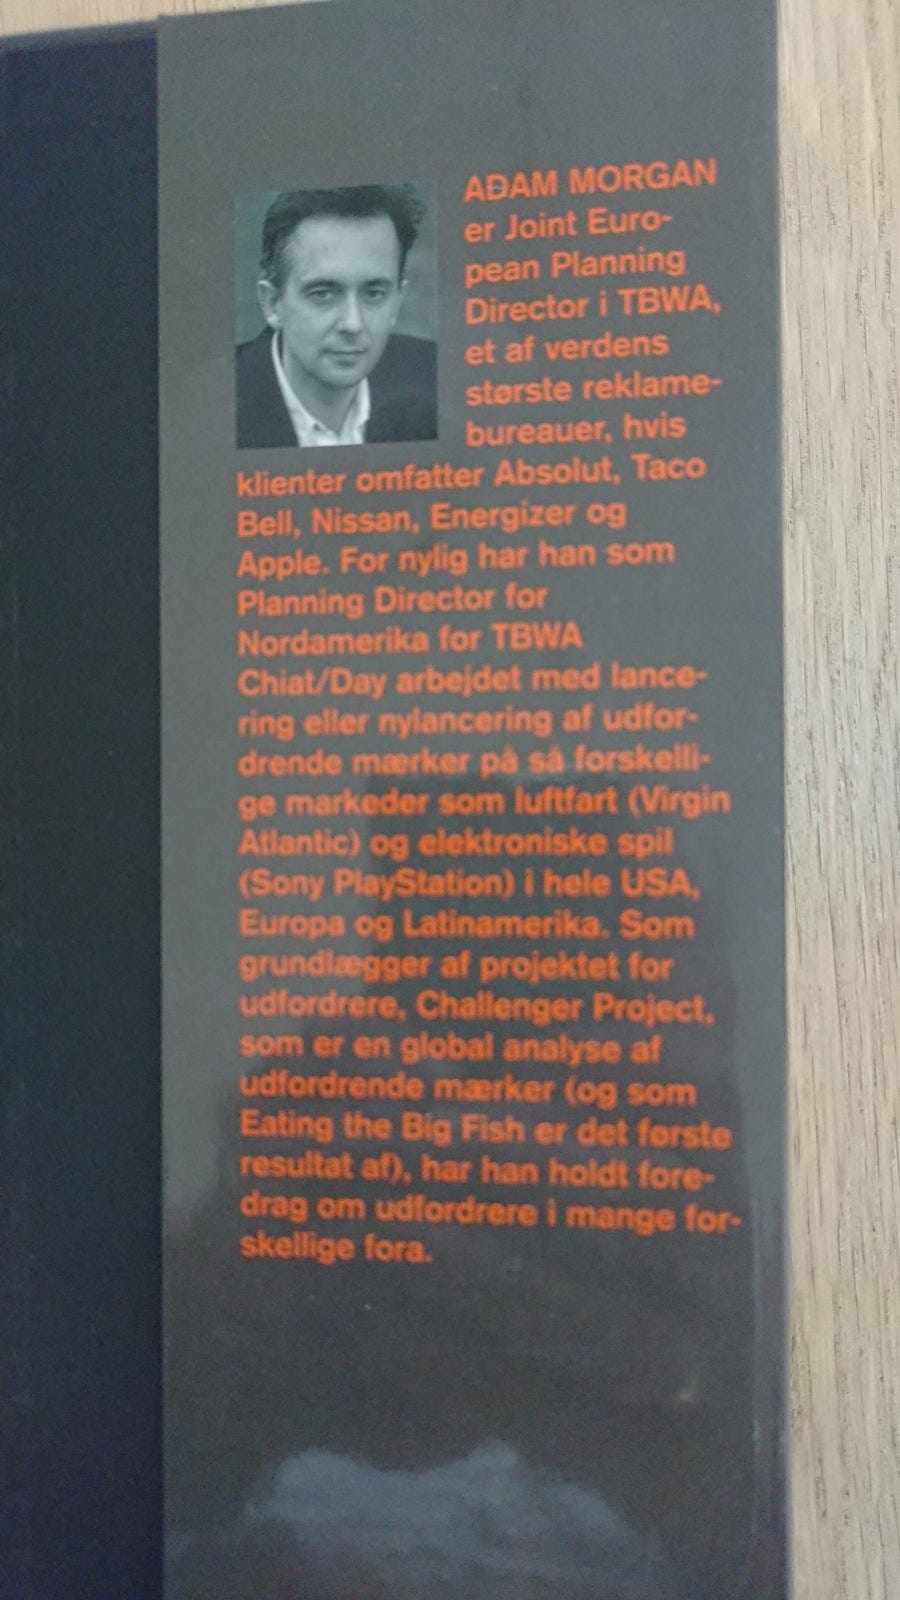 ADAM MORGAN
er Joint Euro-
pean Planning
Director i TBWA,
et af verdens
største reklame-
bureauer, hvis
klienter omfatter Absolut, Taco
Bell, Nissan, Energizer og
Apple. For nylig har han som
Planning Director for
Nordamerika for TBWA
Chiat/Day arbejdet med lance-
ring eller nylancering af udfor-
drende mærker på så forskelli-
ge markeder som luftfart (Virgin
Atlantic) og elektroniske spil
(Sony PlayStation) i hele USA,
Europa og Latinamerika. Som
grundlægger af projektet for
udfordrere, Challenger Project,
som er en global analyse af
udfordrende mærker (og som
Eating the Big Fish er det første
resultat af), har han holdt fore-
drag om udfordrere i mange for-
skellige fora.